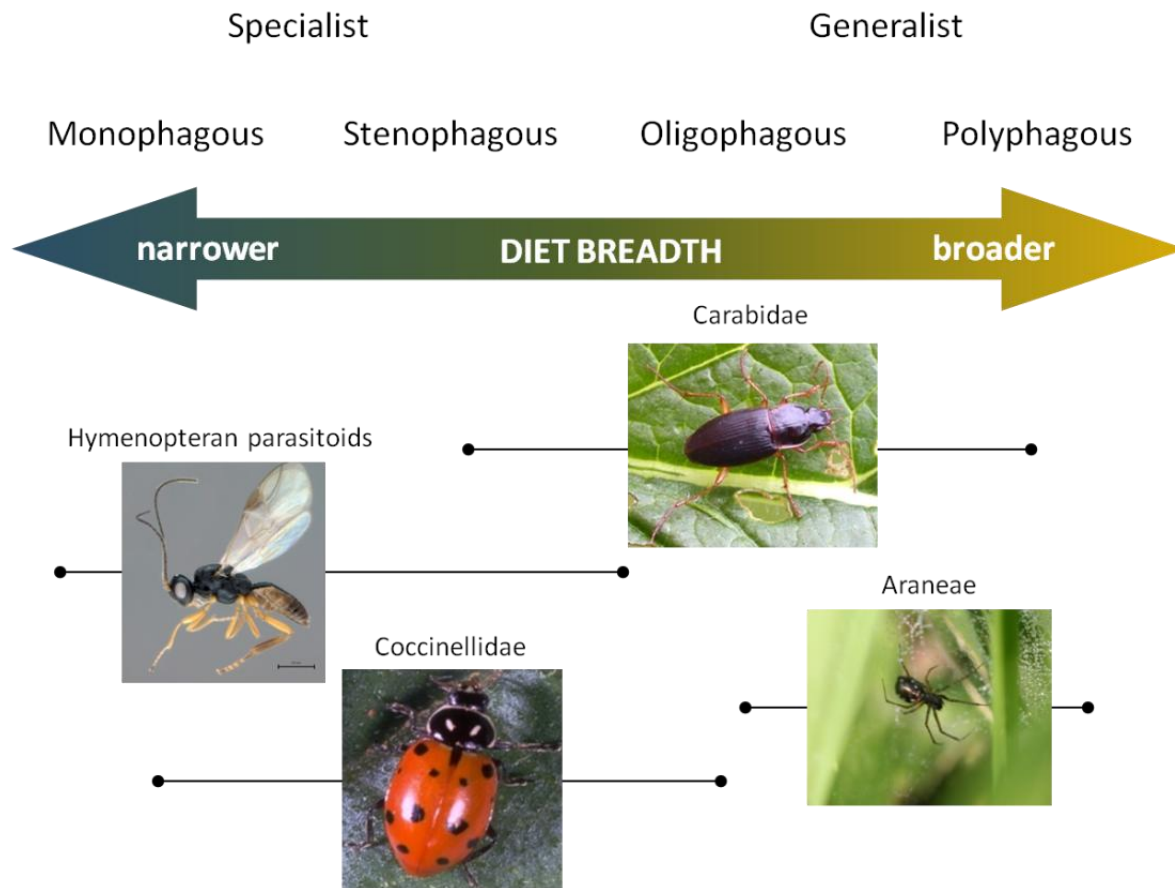 Specialist
Generalist
Monophagous
Stenophagous
Oligophagous
Polyphagous
narrower
DIET BREADTH
broader
Carabidae
Hymenopteran parasitoids
Araneae
Coccinellidae